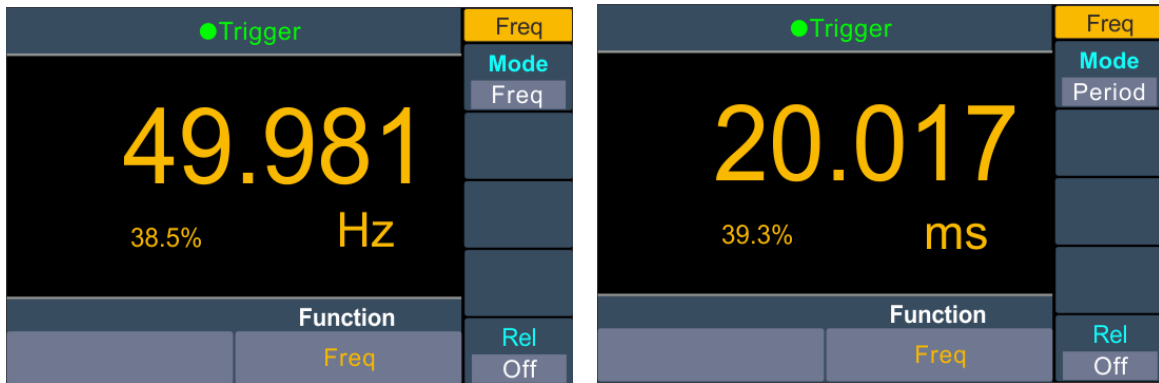 Trigger
Freq
Mode
Freq
49.981
38.5%
Hz
Function
Freq
Rel
Off
Trigger
Freq
Mode
Period
20.017
39.3%
ms
Function
Freq
Rel
Off